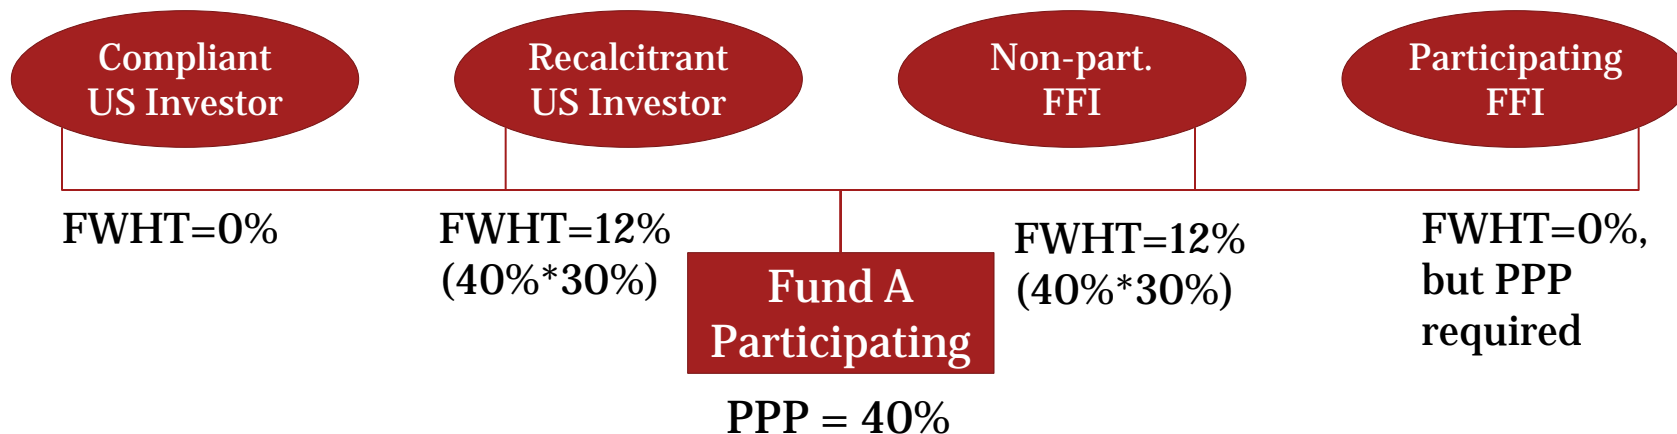 Compliant
US Investor
Recalcitrant
US Investor
Non-part.
FFI
Participating
FFI
FWHT=0%
FWHT=12%
(40%*30%)
Fund A
Participating
PPP = 40%
FWHT=12%
(40%*30%)
FWHT=0%,
but PPP
required